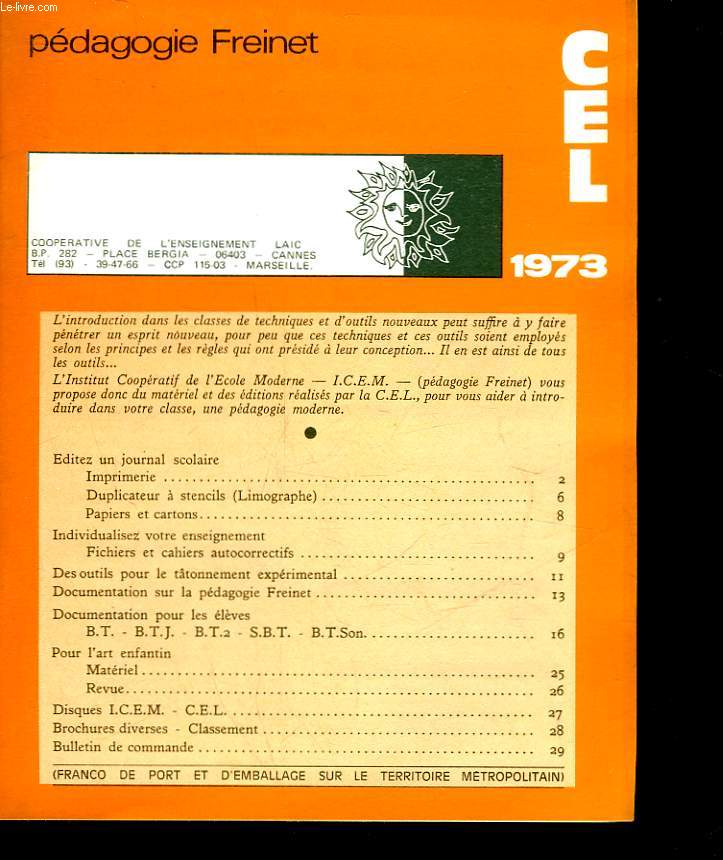 Le-livre.com
pédagogie Freinet
CEL
1973
COOPERATIVE DE L'ENSEIGNEMENT LAIC
B.P. 282 — PLACE BERGIA — 06403 — CANNES
Tél (93) - 39-47-66 — CCP 115-03 - MARSEILLE.
L'introduction dans les classes de techniques et d'outils nouveaux peut suffire à y faire
pénétrer un esprit nouveau, pour peu que ces techniques et ces outils soient employés
selon les principes et les règles qui ont présidé à leur conception... Il en est ainsi de tous
les outils...
L'Institut Coopératif de l'Ecole Moderne — I.C.E.M. — (pédagogie Freinet) vous
propose donc du matériel et des éditions réalisés par la C.E.L., pour vous aider à intro-
duire dans votre classe, une pédagogie moderne.
Editez un journal scolaire
Imprimerie ........ 2
Duplicateur à stencils (Limographe) ........ 6
Papiers et cartons ........ 8
Individualisez votre enseignement
Fichiers et cahiers autocorrectifs ........ 9
Des outils pour le tâtonnement expérimental ........ 11
Documentation sur la pédagogie Freinet ........ 13
Documentation pour les élèves
B.T. - B.T.J. - B.T.2 - S.B.T. - B.T.Son. ........ 16
Pour l'art enfantin
Matériel ........ 25
Revue ........ 26
Disques I.C.E.M. - C.E.L. ........ 27
Brochures diverses - Classement ........ 28
Bulletin de commande ........ 29
(FRANCO DE PORT ET D'EMBALLAGE SUR LE TERRITOIRE METROPOLITAIN)